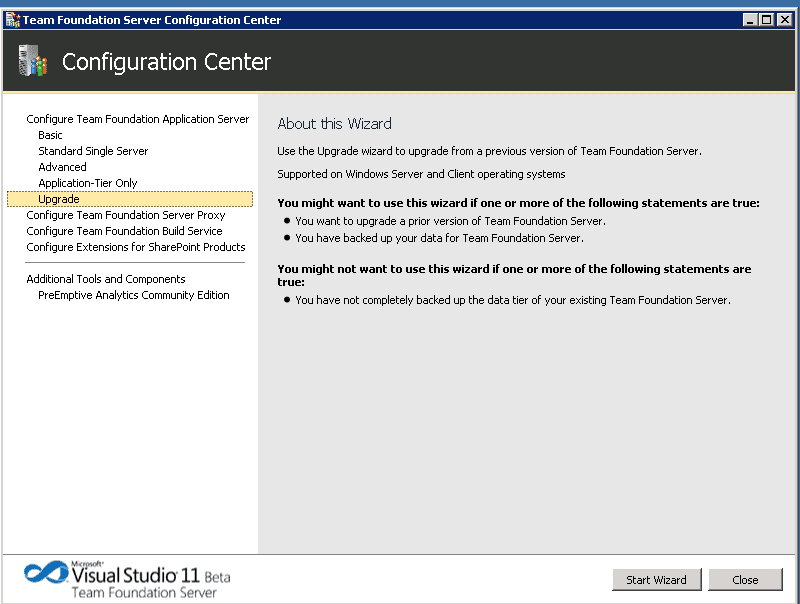 Team Foundation Server Configuration Center
Configuration Center
Configure Team Foundation Application Server
Basic
Standard Single Server
Advanced
Application-Tier Only
Upgrade
Configure Team Foundation Server Proxy
Configure Team Foundation Build Service
Configure Extensions for SharePoint Products
Additional Tools and Components
PreEmptive Analytics Community Edition
About this Wizard
Use the Upgrade wizard to upgrade from a previous version of Team Foundation Server.
Supported on Windows Server and Client operating systems
You might want to use this wizard if one or more of the following statements are true:
You want to upgrade a prior version of Team Foundation Server.
You have backed up your data for Team Foundation Server.
You might not want to use this wizard if one or more of the following statements are
true:
You have not completely backed up the data tier of your existing Team Foundation Server.
Microsoft®
Visual Studio® 11 Beta
Team Foundation Server
Start Wizard
Close